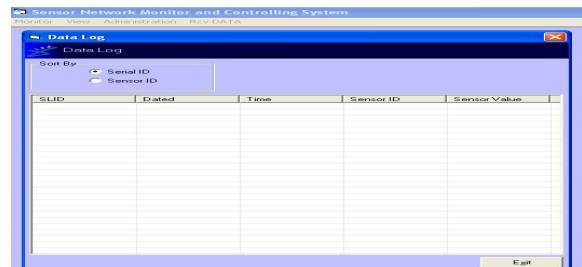 Sensor Network Monitor and Controlling System
Monitor View Administration Rcv DATA
Data Log
Data Log
Sort By
Serial ID
Sensor ID
SLID Dated Time Sensor ID Sensor Value
Exit